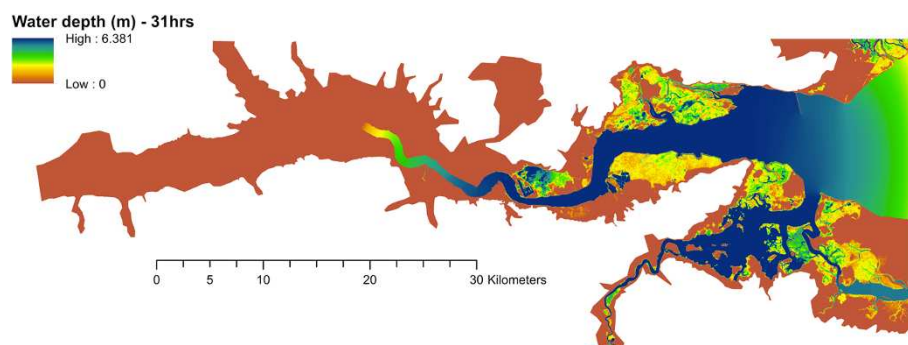 Water depth (m) - 31hrs
High : 6.381
Low : 0
0 5 10 20 30 Kilometers